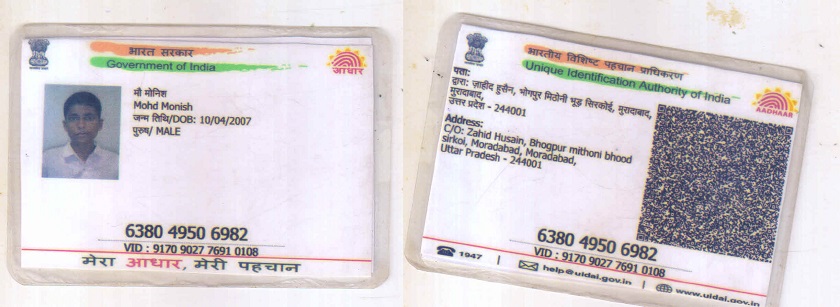 भारत सरकार
Government of India
आधार
मौ मोनिश
Mohd Monish
जन्म तिथि/DOB: 10/04/2007
पुरुष/ MALE
6380 4950 6982
VID : 9170 9027 7691 0108
मेरा आधार, मेरी पहचान
भारतीय विशिष्ट पहचान प्राधिकरण
Unique Identification Authority of India
AADHAAR
पता:
द्वारा: ज़ाहीद हुसैन, भोगपुर मिठोनी भूड़ सिरकोई, मुरादाबाद,
मुरादाबाद,
उत्तर प्रदेश - 244001
Address:
C/O: Zahid Husain, Bhogpur mithoni bhood
sirkoi, Moradabad, Moradabad,
Uttar Pradesh - 244001
6380 4950 6982
VID : 9170 9027 7691 0108
1947 | help@uidai.gov.in | www.uidai.gov.in